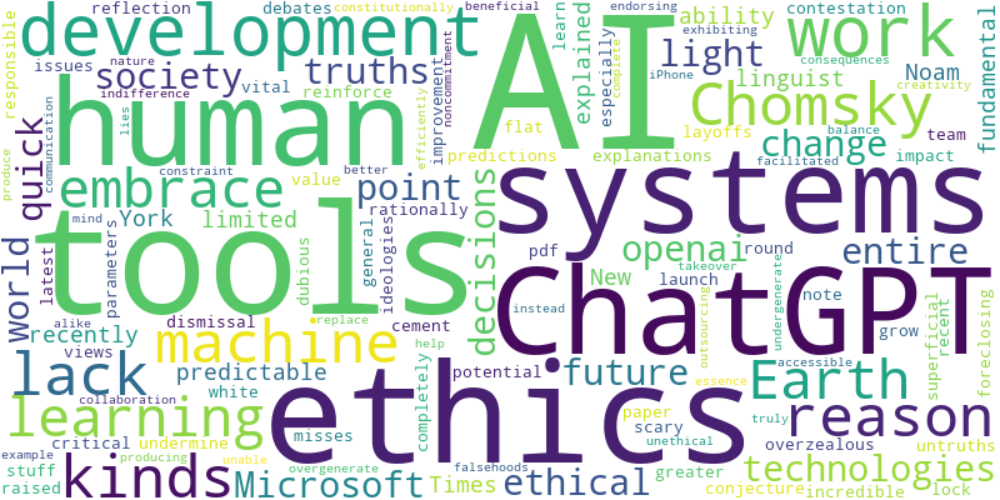 reflection
debates
constitutionally
beneficial
endorsing
learn
AI
ability
contestation
work
fundamental
responsible
development
exhibiting
consequences
issues
nature
society
truths
explained
especially
complete
iPhone
light
linguist
Noam
creativity
indifference
vital
reinforce
improvement
noncommitment
human
Chomsky
lies
efficiently
flat
layoffs
balance
team
quick
communication
produce
constraint
value
better
predictions
explanations
change
facilitated
impact
embrace
point
systems
mind
York
limited
rationally
decisions
world
latest
parameters
tools
dubious
general
ideologies
pdf
openai
round
entire
New
takeover
launch
undergenerate
note
instead
ChatGPT
outsourcing
grow
superficial
recent
foreclosing
alike
dismissal
replace
cement
recently
machine
help
views
lack
predictable
white
completely
potential
future
essence
accessible
Earth
collaboration
ethics
learning
misses
paper
scary
unethical
truly
reason
critical
undermine
overzealous
untruths
example
producing
unable
stuff
raised
kinds
Microsoft
overgenerate
Times
falsehoods
ethical
greater
conjecture
technologies
incredible
lock